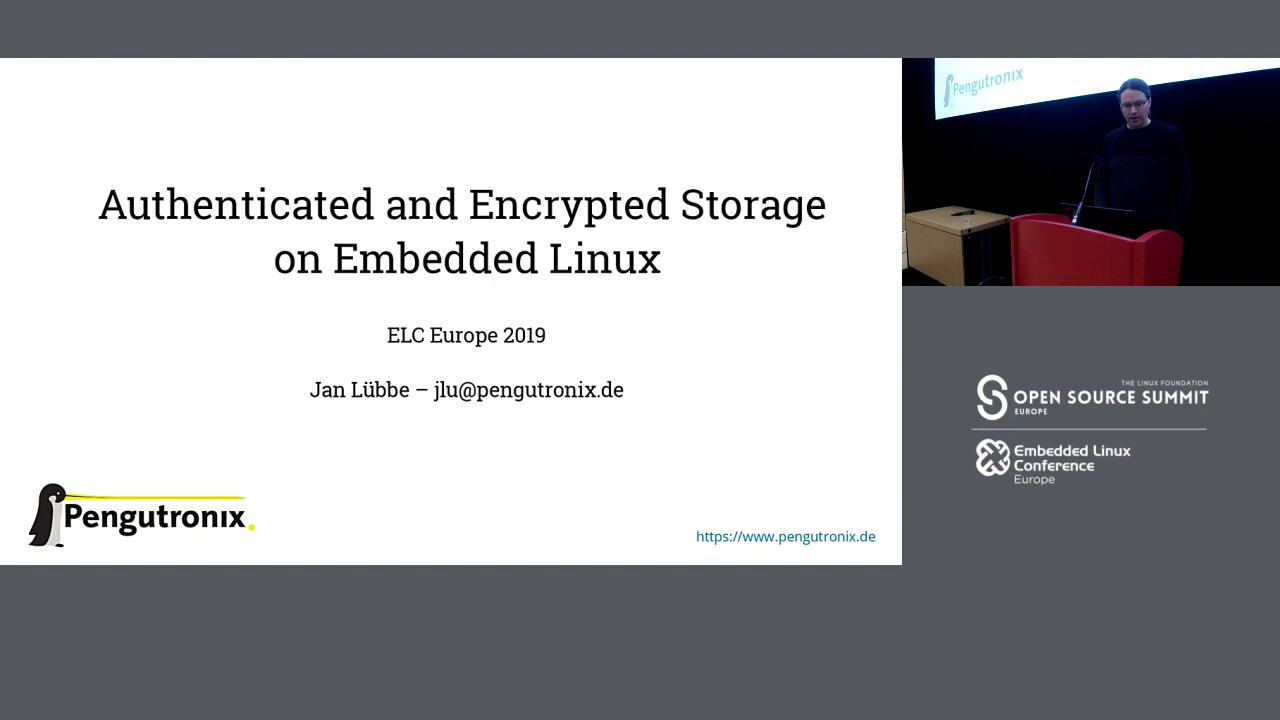 Authenticated and Encrypted Storage
on Embedded Linux
ELC Europe 2019
Jan Lübbe – jlu@pengutronix.de
Pengutronix.
https://www.pengutronix.de
Pengutronix
THE LINUX FOUNDATION
OPEN SOURCE SUMMIT
EUROPE
Embedded Linux
Conference
Europe